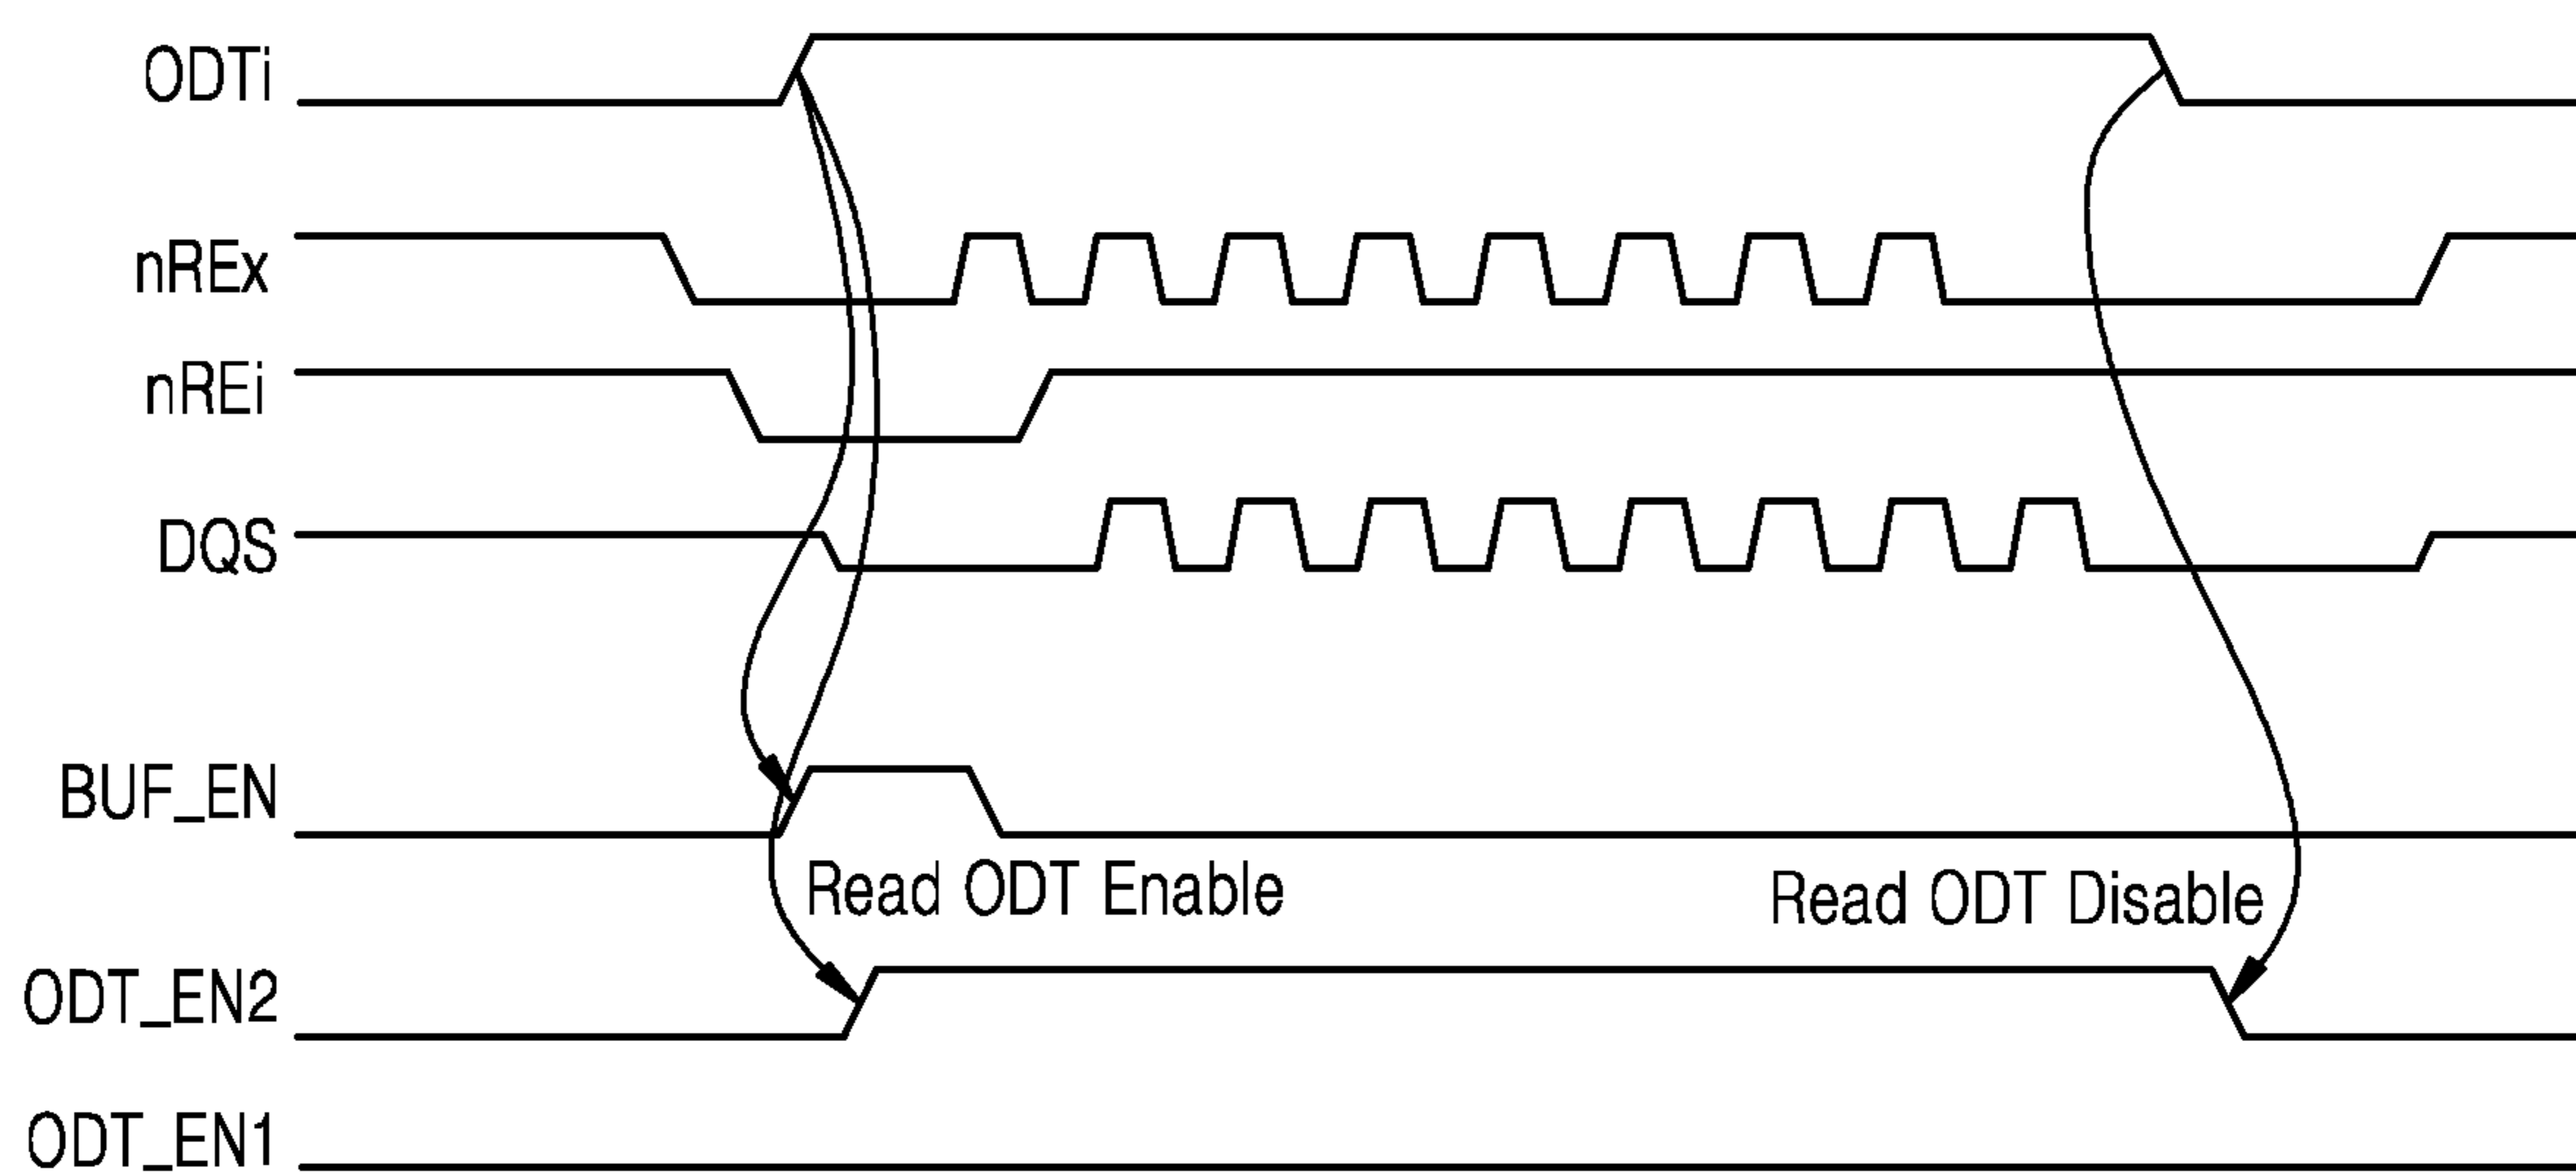 ODTi
nREx
nREi
DQS
BUF_EN
Read ODT Enable
Read ODT Disable
ODT_EN2
ODT_EN1